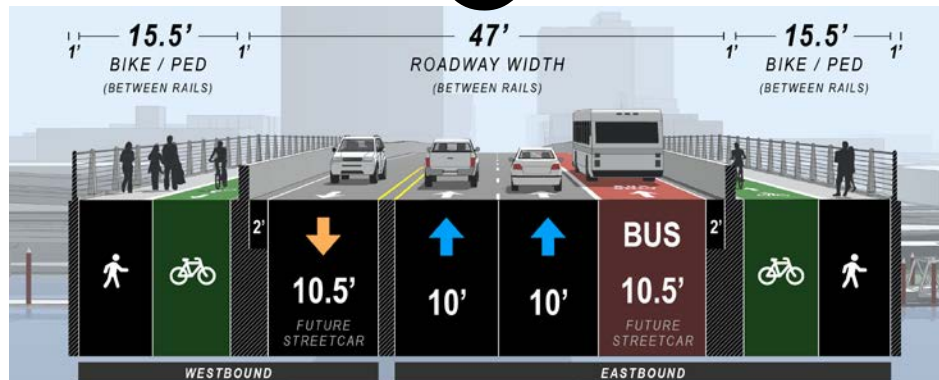 1' 15.5' 1' 47' 1' 15.5' 1'
BIKE / PED ROADWAY WIDTH BIKE / PED
(BETWEEN RAILS) (BETWEEN RAILS) (BETWEEN RAILS)
2' BUS 2'
10.5' 10' 10' 10.5'
FUTURE STREETCAR
FUTURE STREETCAR
WESTBOUND EASTBOUND